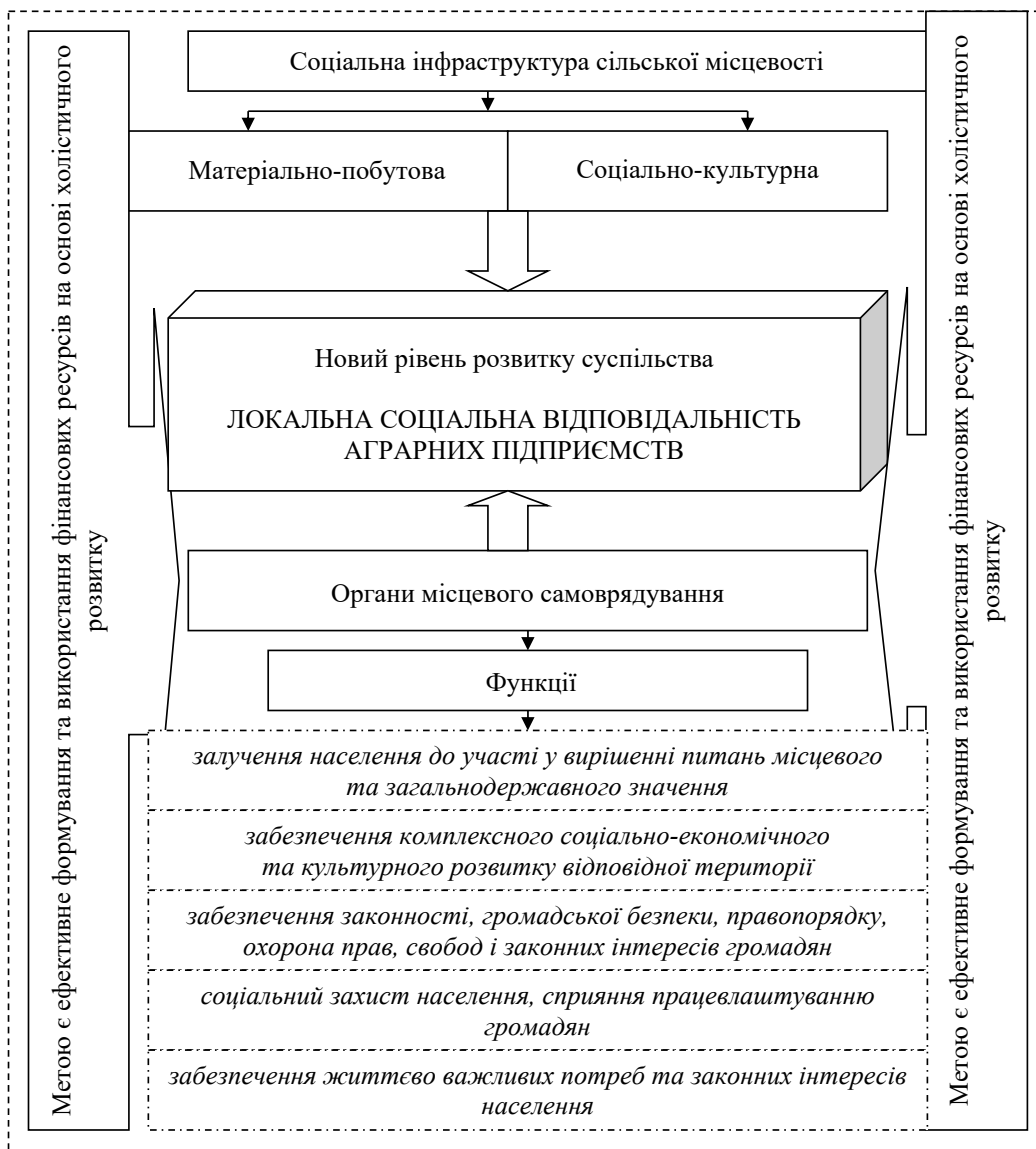 Метою є ефективне формування та використання фінансових ресурсів на основі холістичного
розвитку
Соціальна інфраструктура сільської місцевості
Матеріально-побутова
Соціально-культурна
Новий рівень розвитку суспільства
ЛОКАЛЬНА СОЦІАЛЬНА ВІДПОВІДАЛЬНІСТЬ
АГРАРНИХ ПІДПРИЄМСТВ
Органи місцевого самоврядування
Функції
залучення населення до участі у вирішенні питань місцевого
та загальнодержавного значення
забезпечення комплексного соціально-економічного
та культурного розвитку відповідної території
забезпечення законності, громадської безпеки, правопорядку,
охорона прав, свобод і законних інтересів громадян
соціальний захист населення, сприяння працевлаштуванню
громадян
забезпечення життєво важливих потреб та законних інтересів
населення
Метою є ефективне формування та використання фінансових ресурсів на основі холістичного
розвитку